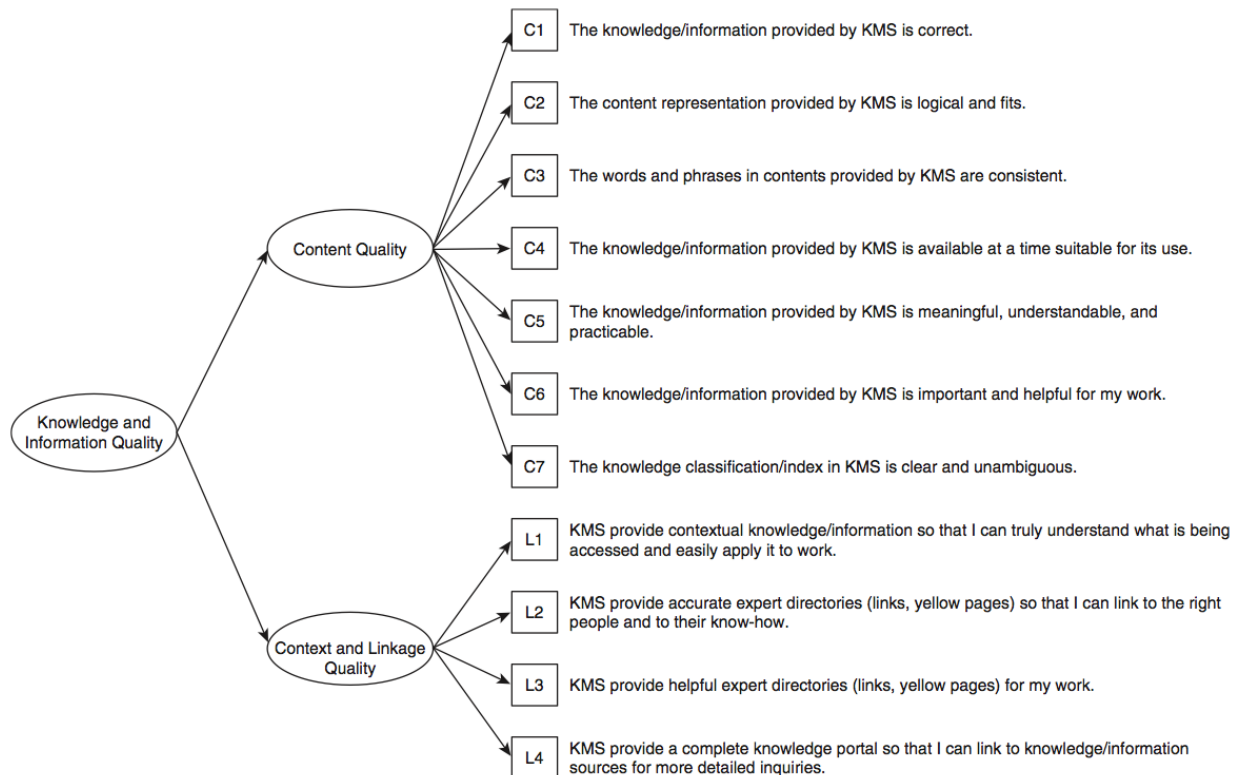 C1 The knowledge/information provided by KMS is correct.
C2 The content representation provided by KMS is logical and fits.
C3 The words and phrases in contents provided by KMS are consistent.
Content Quality
C4 The knowledge/information provided by KMS is available at a time suitable for its use.
C5 The knowledge/information provided by KMS is meaningful, understandable, and
practicable.
C6 The knowledge/information provided by KMS is important and helpful for my work.
Knowledge and
Information Quality
C7 The knowledge classification/index in KMS is clear and unambiguous.
L1 KMS provide contextual knowledge/information so that I can truly understand what is being
accessed and easily apply it to work.
L2 KMS provide accurate expert directories (links, yellow pages) so that I can link to the right
people and to their know-how.
Context and Linkage
Quality
L3 KMS provide helpful expert directories (links, yellow pages) for my work.
L4 KMS provide a complete knowledge portal so that I can link to knowledge/information
sources for more detailed inquiries.